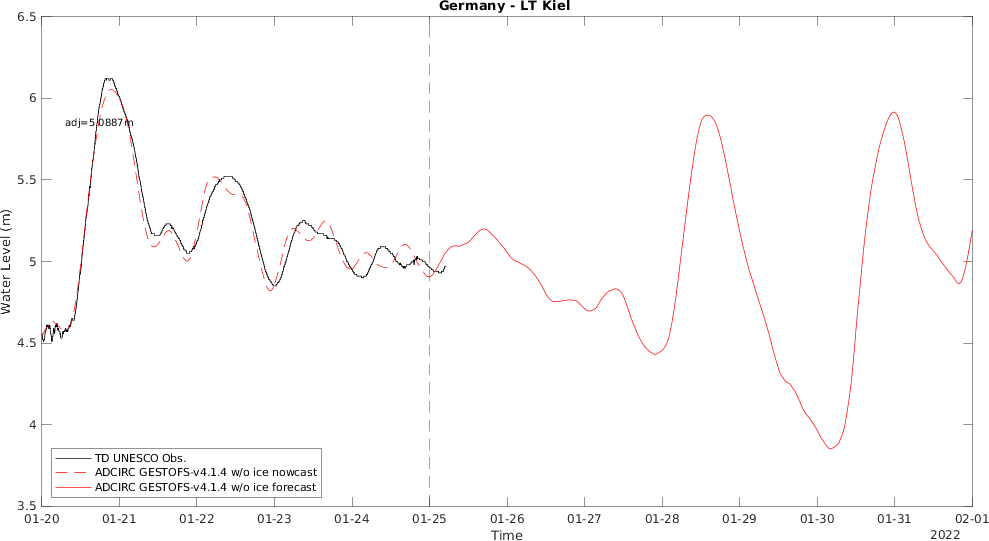 Germany - LT Kiel
6.5
6
5.5
5
4.5
4
3.5
Water Level (m)
adj=5.0887m
TD UNESCO Obs.
ADCIRC GESTOFS-v4.1.4 w/o ice nowcast
ADCIRC GESTOFS-v4.1.4 w/o ice forecast
01-20 01-21 01-22 01-23 01-24 01-25 01-26 01-27 01-28 01-29 01-30 01-31 02-01
Time
2022